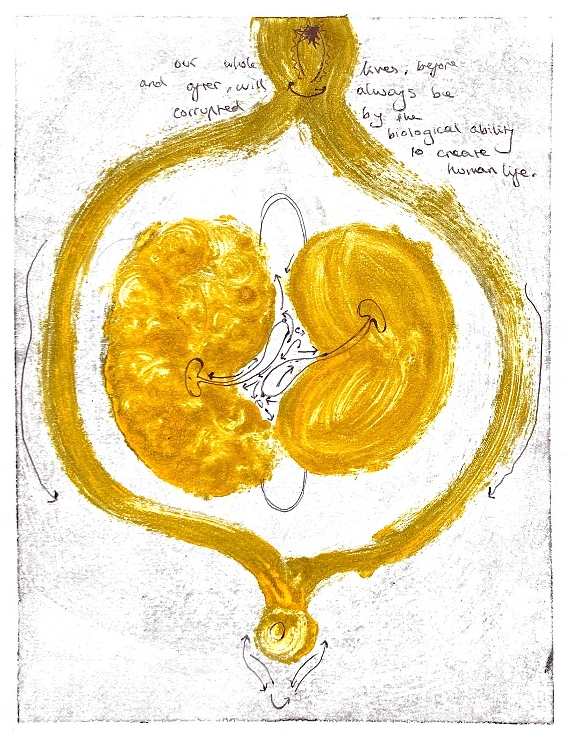 our whole lives, before
and after, will always be
corrupted by the
biological ability
to create
human life.